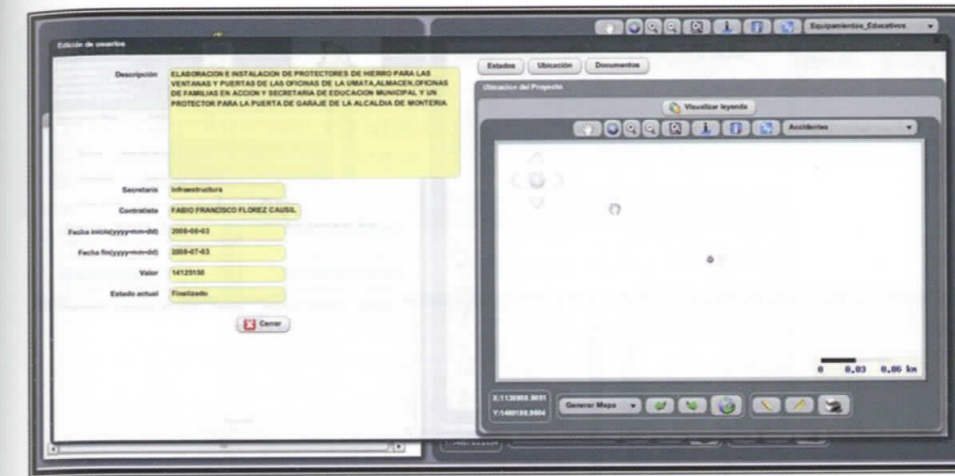 Equipamientos_Educativos
Edición de usuarios
Descripción
ELABORACION E INSTALACION DE PROTECTORES DE HIERRO PARA LAS
VENTANAS Y PUERTAS DE LAS OFICINAS DE LA UMATA,ALMACEN,OFICINAS
DE FAMILIAS EN ACCION Y SECRETARIA DE EDUCACION MUNICIPAL Y UN
PROTECTOR PARA LA PUERTA DE GARAJE DE LA ALCALDIA DE MONTERIA
Secretaria Infraestructura
Contratista FABIO FRANCISCO FLOREZ CAUSIL
Fecha inicio(yyyy-mm-dd) 2008-06-03
Fecha fin(yyyy-mm-dd) 2008-07-03
Valor 14125150
Estado actual Finalizado
Cerrar
Estados Ubicación Documentos
Ubicacion del Proyecto
Visualizar leyenda
Accidentes
0 0,03 0,06 km
Generar Mapa